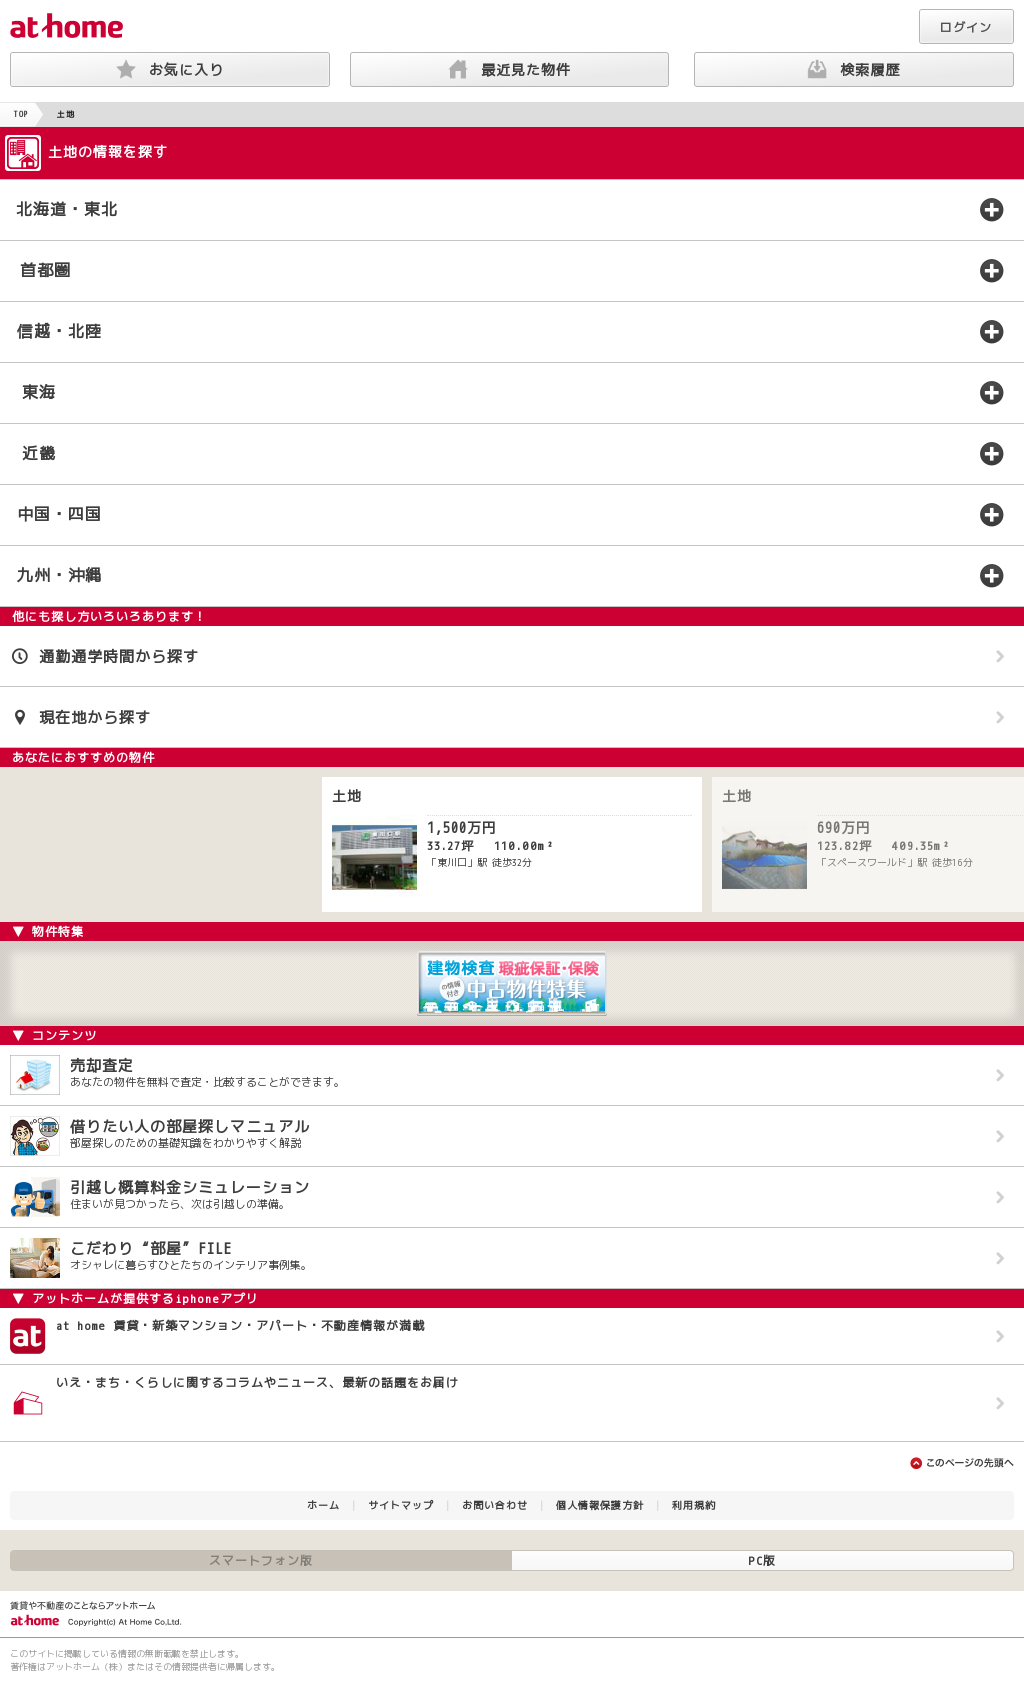 at home
ログイン
お気に入り
最近見た物件
検索履歴
TOP 土地
土地の情報を探す
北海道・東北
首都圏
信越・北陸
東海
近畿
中国・四国
九州・沖縄
他にも探し方いろいろあります！
通勤通学時間から探す
現在地から探す
あなたにおすすめの物件
土地
1,500万円
33.27坪 110.00m²
「東川口」駅 徒歩32分
土地
690万円
123.82坪 409.35m²
「スペースワールド」駅 徒歩16分
▼ 物件特集
建物検査 瑕疵保証・保険
の情報付き 中古物件特集
▼ コンテンツ
売却査定
あなたの物件を無料で査定・比較することができます。
借りたい人の部屋探しマニュアル
部屋探しのための基礎知識をわかりやすく解説
引越し概算料金シミュレーション
住まいが見つかったら、次は引越しの準備。
こだわり“部屋”FILE
オシャレに暮らすひとたちのインテリア事例集。
▼ アットホームが提供するiphoneアプリ
at
at home 賃貸・新築マンション・アパート・不動産情報が満載
いえ・まち・くらしに関するコラムやニュース、最新の話題をお届け
このページの先頭へ
ホーム ｜ サイトマップ ｜ お問い合わせ ｜ 個人情報保護方針 ｜ 利用規約
スマートフォン版
PC版
賃貸や不動産のことならアットホーム
at home Copyright(c) At Home Co.,Ltd.
このサイトに掲載している情報の無断転載を禁止します。
著作権はアットホーム（株）またはその情報提供者に帰属します。